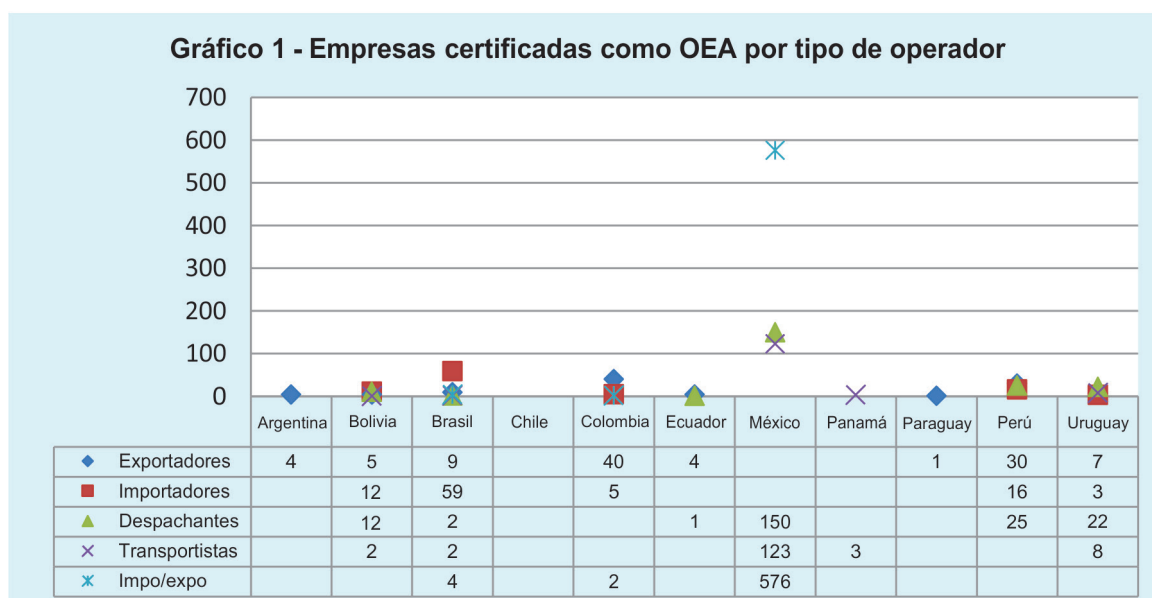 Gráfico 1 - Empresas certificadas como OEA por tipo de operador
700
600
500
400
300
200
100
0
Argentina Bolivia Brasil Chile Colombia Ecuador México Panamá Paraguay Perú Uruguay
Exportadores 4 5 9 40 4 1 30 7
Importadores 12 59 5 16 3
Despachantes 12 2 1 150 25 22
Transportistas 2 2 123 3 8
Impo/expo 4 2 576